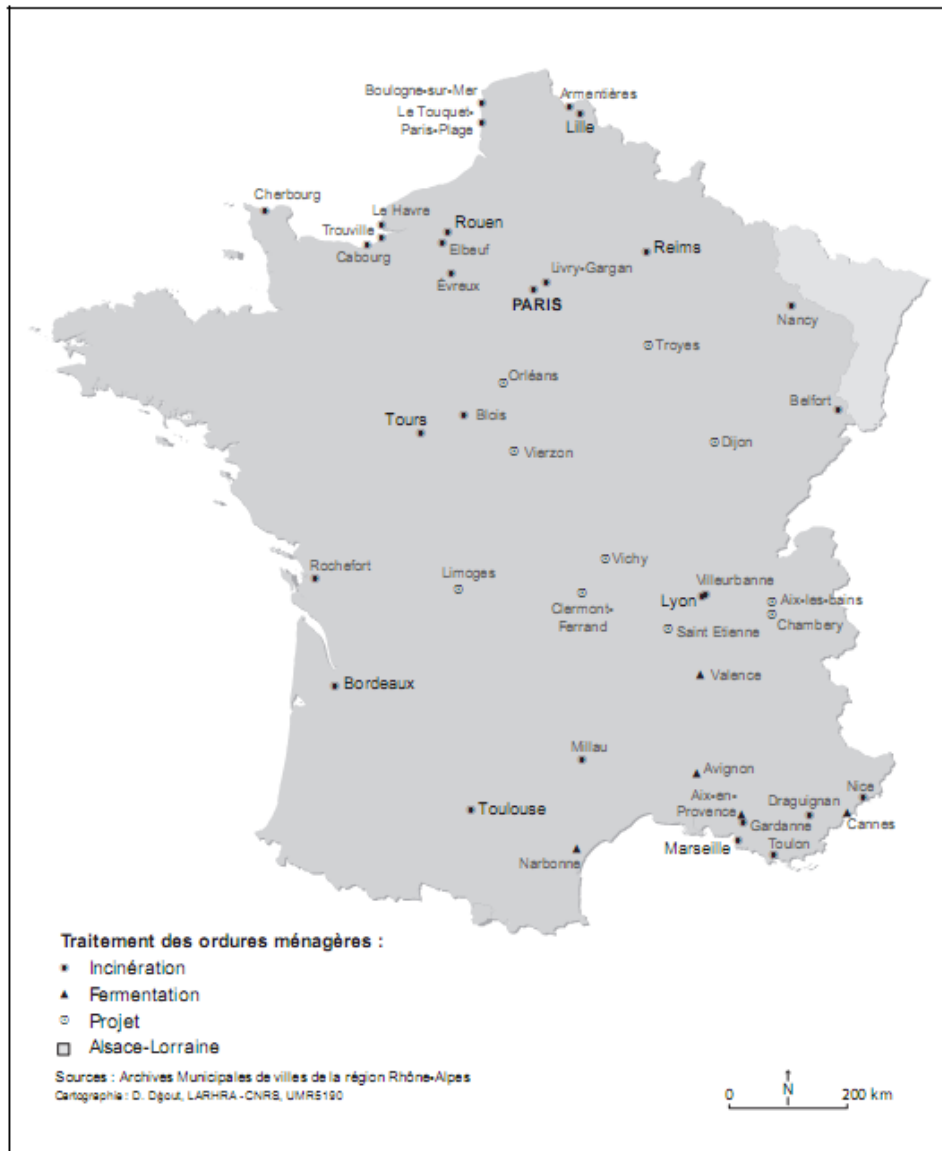 Boulogne-sur-Mer
Le Touquet-
Paris-Plage
Armentières
Lille
Cherbourg
Le Havre
Trouville
Cabourg
Rouen
Elbeuf
Évreux
Reims
Livry-Gargan
PARIS
Nancy
Troyes
Orléans
Belfort
Blois
Tours
Vierzon
Dijon
Rochefort
Limoges
Vichy
Clermont-
Ferrand
Villeurbanne
Lyon
Aix-les-bains
Chambery
Saint Etienne
Bordeaux
Valence
Millau
Avignon
Aix-en-
Provence
Nice
Draguignan
Toulouse
Gardanne
Cannes
Marseille
Toulon
Narbonne
Traitement des ordures ménagères :
Incinération
Fermentation
Projet
Alsace-Lorraine
Sources : Archives Municipales de villes de la région Rhône-Alpes
Cartographie : D. Dgout, LARHRA - CNRS, UMR5190
N
0 200 km